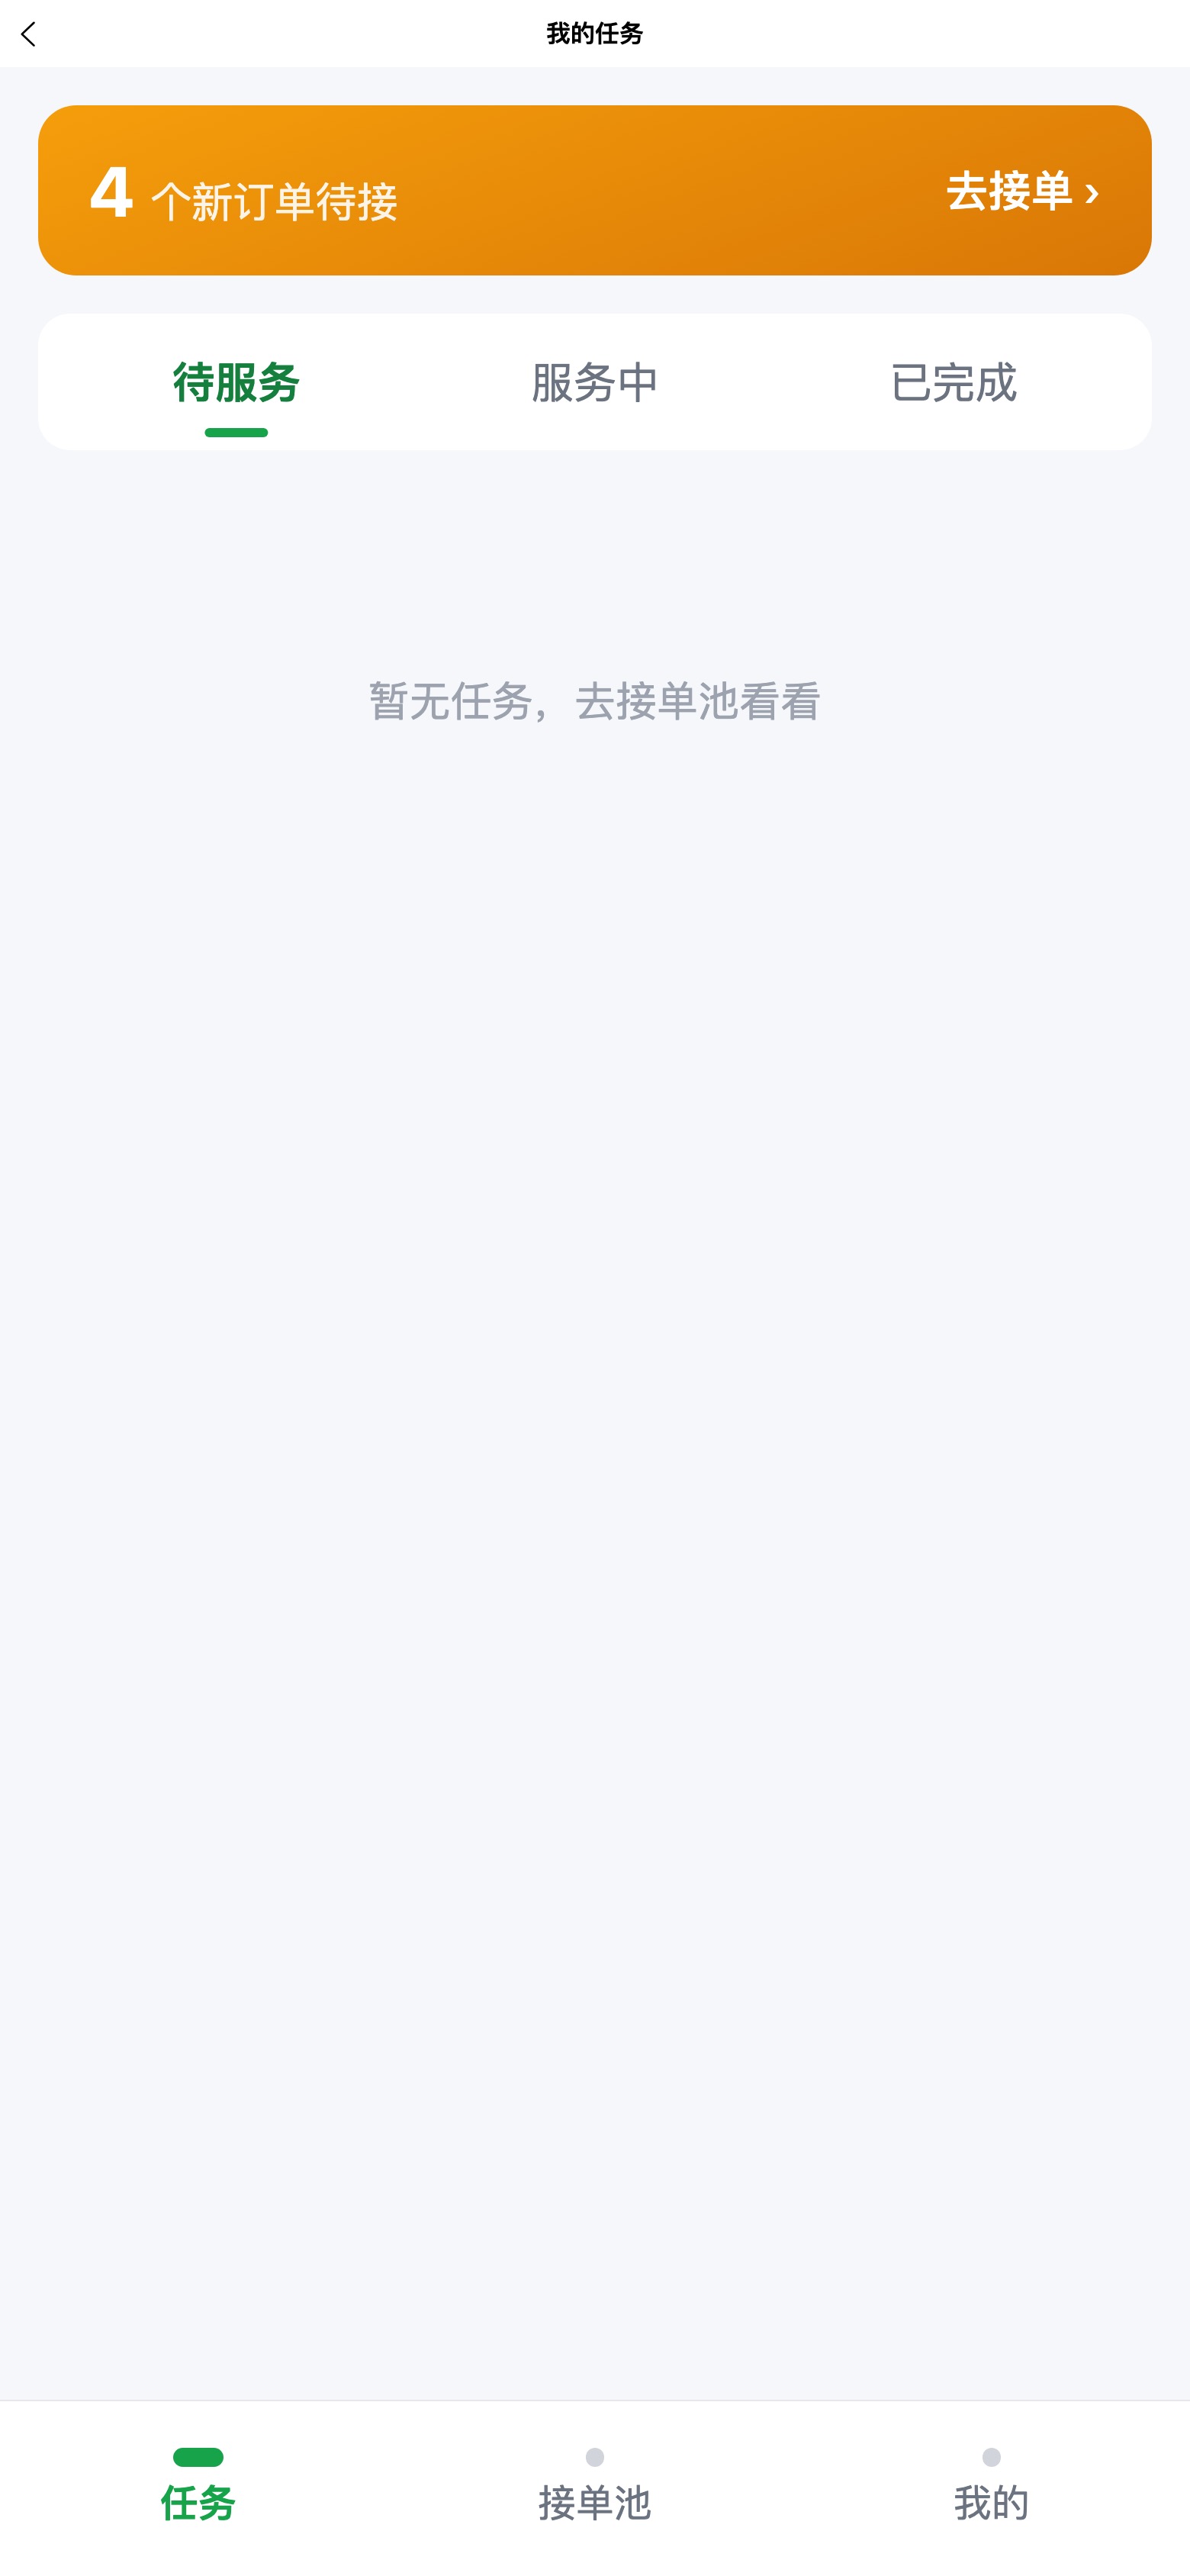 我的任务
4 个新订单待接
去接单 ›
待服务
服务中
已完成
暂无任务，去接单池看看
任务
接单池
我的